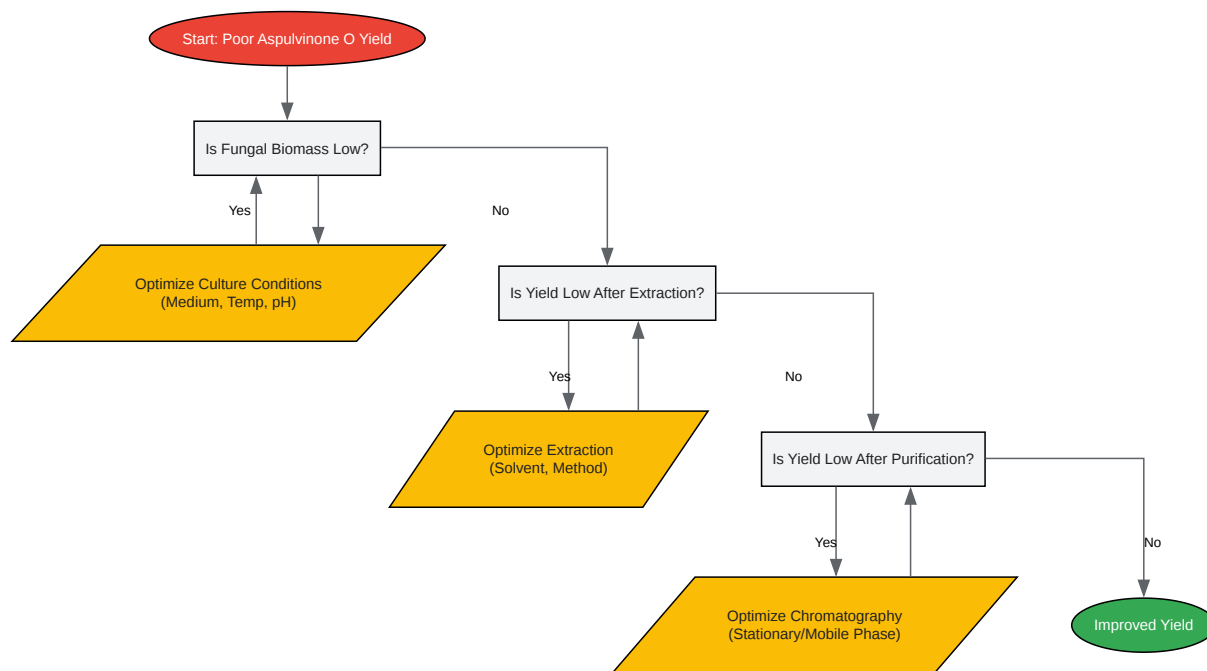 Start: Poor Aspulvinone O Yield
Is Fungal Biomass Low?
Yes
No
Optimize Culture Conditions
(Medium, Temp, pH)
Is Yield Low After Extraction?
Yes
No
Optimize Extraction
(Solvent, Method)
Is Yield Low After Purification?
Yes
No
Optimize Chromatography
(Stationary/Mobile Phase)
Improved Yield